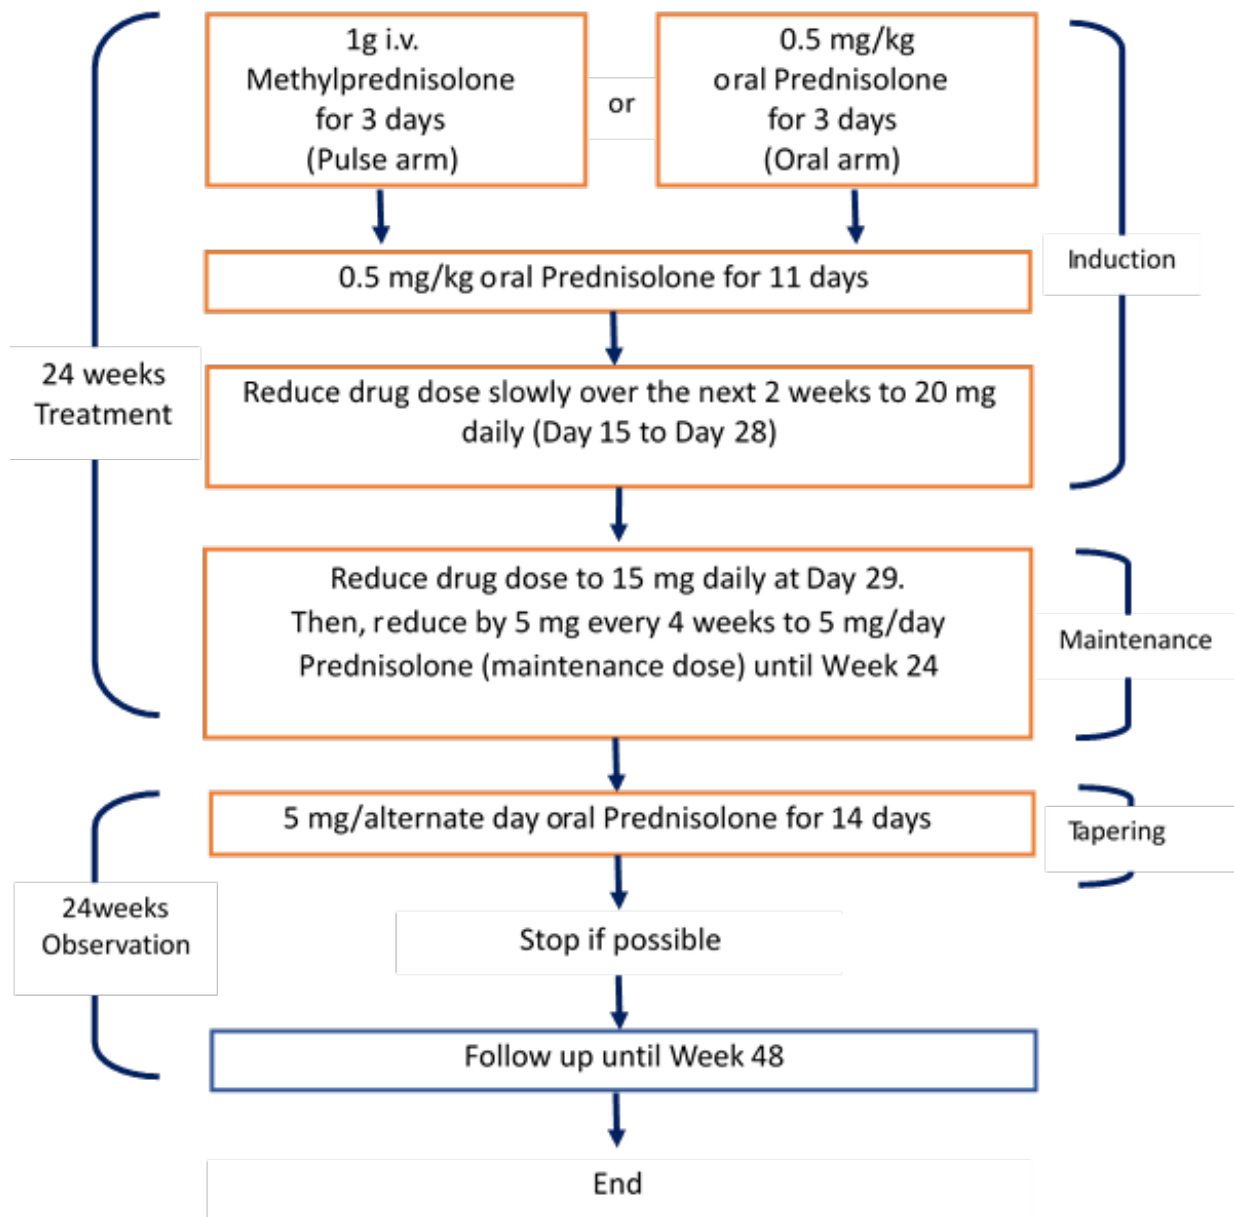 1g i.v.
Methylprednisolone
for 3 days
(Pulse arm)
or
0.5 mg/kg
oral Prednisolone
for 3 days
(Oral arm)
Induction
0.5 mg/kg oral Prednisolone for 11 days
24 weeks
Treatment
Reduce drug dose slowly over the next 2 weeks to 20 mg
daily (Day 15 to Day 28)
Reduce drug dose to 15 mg daily at Day 29.
Then, reduce by 5 mg every 4 weeks to 5 mg/day
Prednisolone (maintenance dose) until Week 24
Maintenance
5 mg/alternate day oral Prednisolone for 14 days
Tapering
24weeks
Observation
Stop if possible
Follow up until Week 48
End